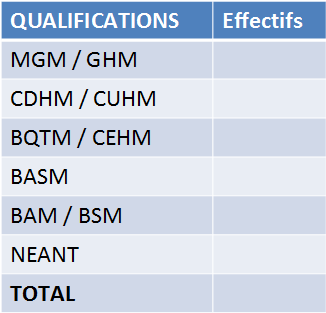 QUALIFICATIONS Effectifs
MGM / GHM
CDHM / CUHM
BQTM / CEHM
BASM
BAM / BSM
NEANT
TOTAL